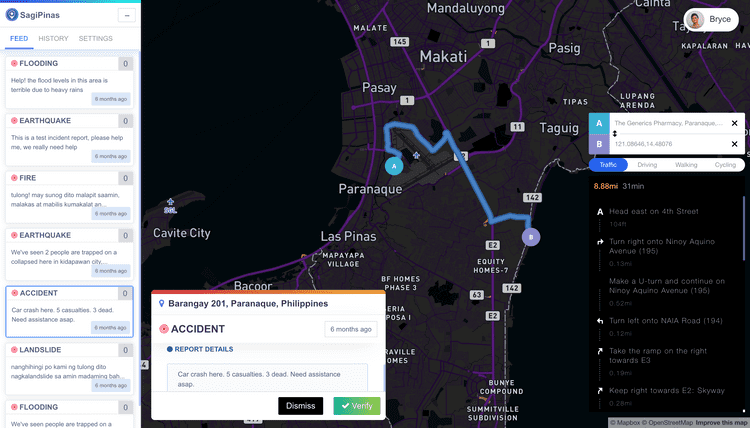 SagiPinas
–
FEED
HISTORY
SETTINGS
FLOODING
0
Help! the flood levels in this area is
terrible due to heavy rains
6 months ago
EARTHQUAKE
0
This is a test incident report, please help
me, we really need help
6 months ago
FIRE
0
tulong! may sunog dito malapit saamin,
malakas at mabilis kumalakat an...
6 months ago
EARTHQUAKE
0
We've seen 2 people are trapped on a
collapsed here in kidapawan city,...
6 months ago
ACCIDENT
0
Car crash here. 5 casualties. 3 dead.
Need assistance asap.
6 months ago
LANDSLIDE
0
nanghihingi po kami ng tulong dito
nagkalandslide sa amin madaming bah...
6 months ago
FLOODING
0
We've seen people are trapped on a
Mandaluyong
Cainta
MALATE
145
1
Makati
Pasig
KAPALARAN
HAV
Pasay
1
LUPANG
ARENDA
TIPAS
11
Taguig
A
Paranaque
SGL
142
Cavite City
Las Pinas
B
E2
MAPAYAPA
VILLAGE
EQUITY
HOMES-7
Bacoor
BF HOMES
PHASE 3
63
E2
142
BUNYE
COMPOUND
SUMMITVILLE
SUBDIVISION
Barangay 201, Paranaque, Philippines
ACCIDENT
6 months ago
REPORT DETAILS
Car crash here. 5 casualties. 3 dead. Need assistance
asap.
Dismiss
Verify
Bryce
A
The Generics Pharmacy, Paranaque,...
B
121.08646,14.48076
Traffic
Driving
Walking
Cycling
8.88mi 31min
Head east on 4th Street
104ft
Turn right onto Ninoy Aquino
Avenue (195)
0.13mi
Make a U-turn and continue on
Ninoy Aquino Avenue (195)
0.52mi
Turn left onto NAIA Road (194)
0.12mi
Take the ramp on the right
towards E3
0.19mi
Keep right towards E2: Skyway
0.28mi
© Mapbox © OpenStreetMap Improve this map